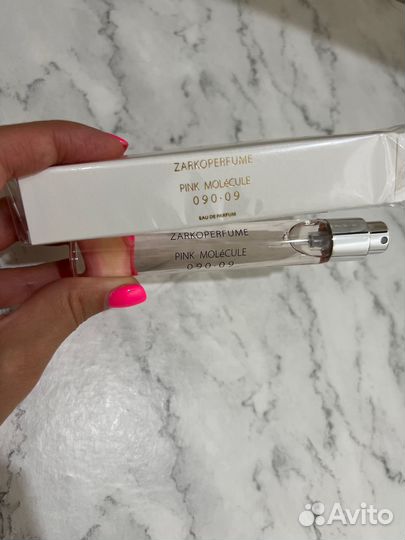 ZARKOPERFUME
PINK MOLéCULE
090·09
EAU DE PARFUM
ZARKOPERFUME
PINK MOLéCULE
090·09
Avito